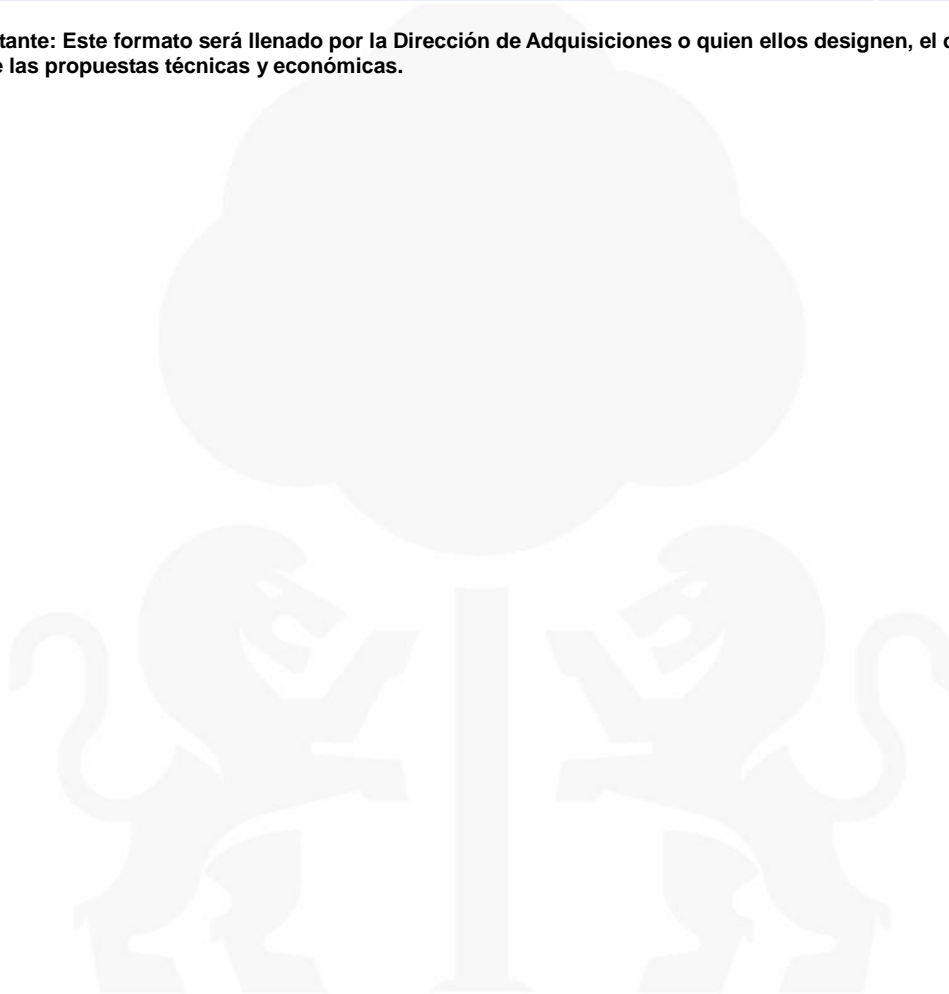 tante: Este formato será llenado por la Dirección de Adquisiciones o quien ellos designen, el
e las propuestas técnicas y económicas.